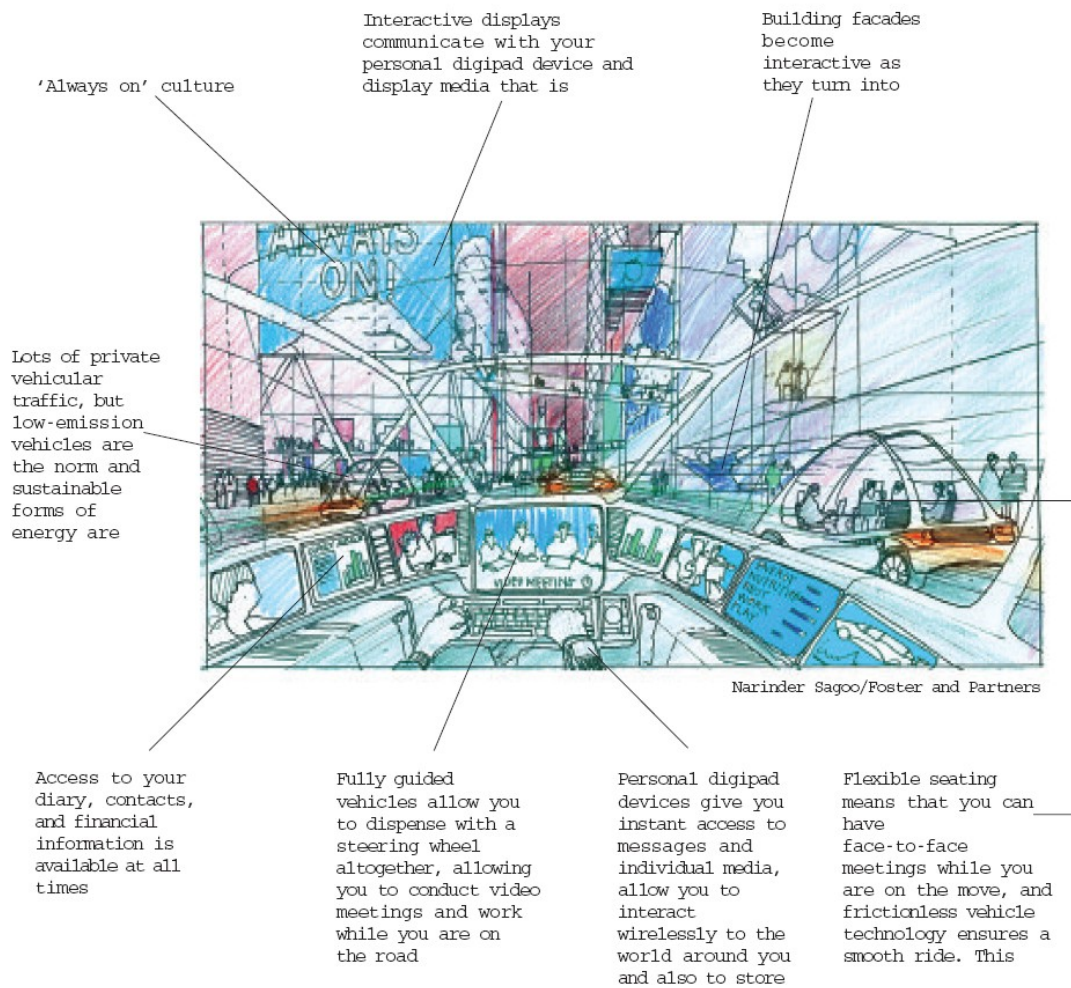 Interactive displays
communicate with your
personal digipad device and
display media that is
Building facades
become
interactive as
they turn into
'Always on' culture
ALWAYS
ON!
Lots of private
vehicular
traffic, but
low-emission
vehicles are
the norm and
sustainable
forms of
energy are
VIDEO MEETING
ENERGY
NUTRITION
REST
WORK
PLAY
Narinder Sagoo/Foster and Partners
Access to your
diary, contacts,
and financial
information is
available at all
times
Fully guided
vehicles allow you
to dispense with a
steering wheel
altogether, allowing
you to conduct video
meetings and work
while you are on
the road
Personal digipad
devices give you
instant access to
messages and
individual media,
allow you to
interact
wirelessly to the
world around you
and also to store
Flexible seating
means that you can
have
face-to-face
meetings while you
are on the move, and
frictionless vehicle
technology ensures a
smooth ride. This